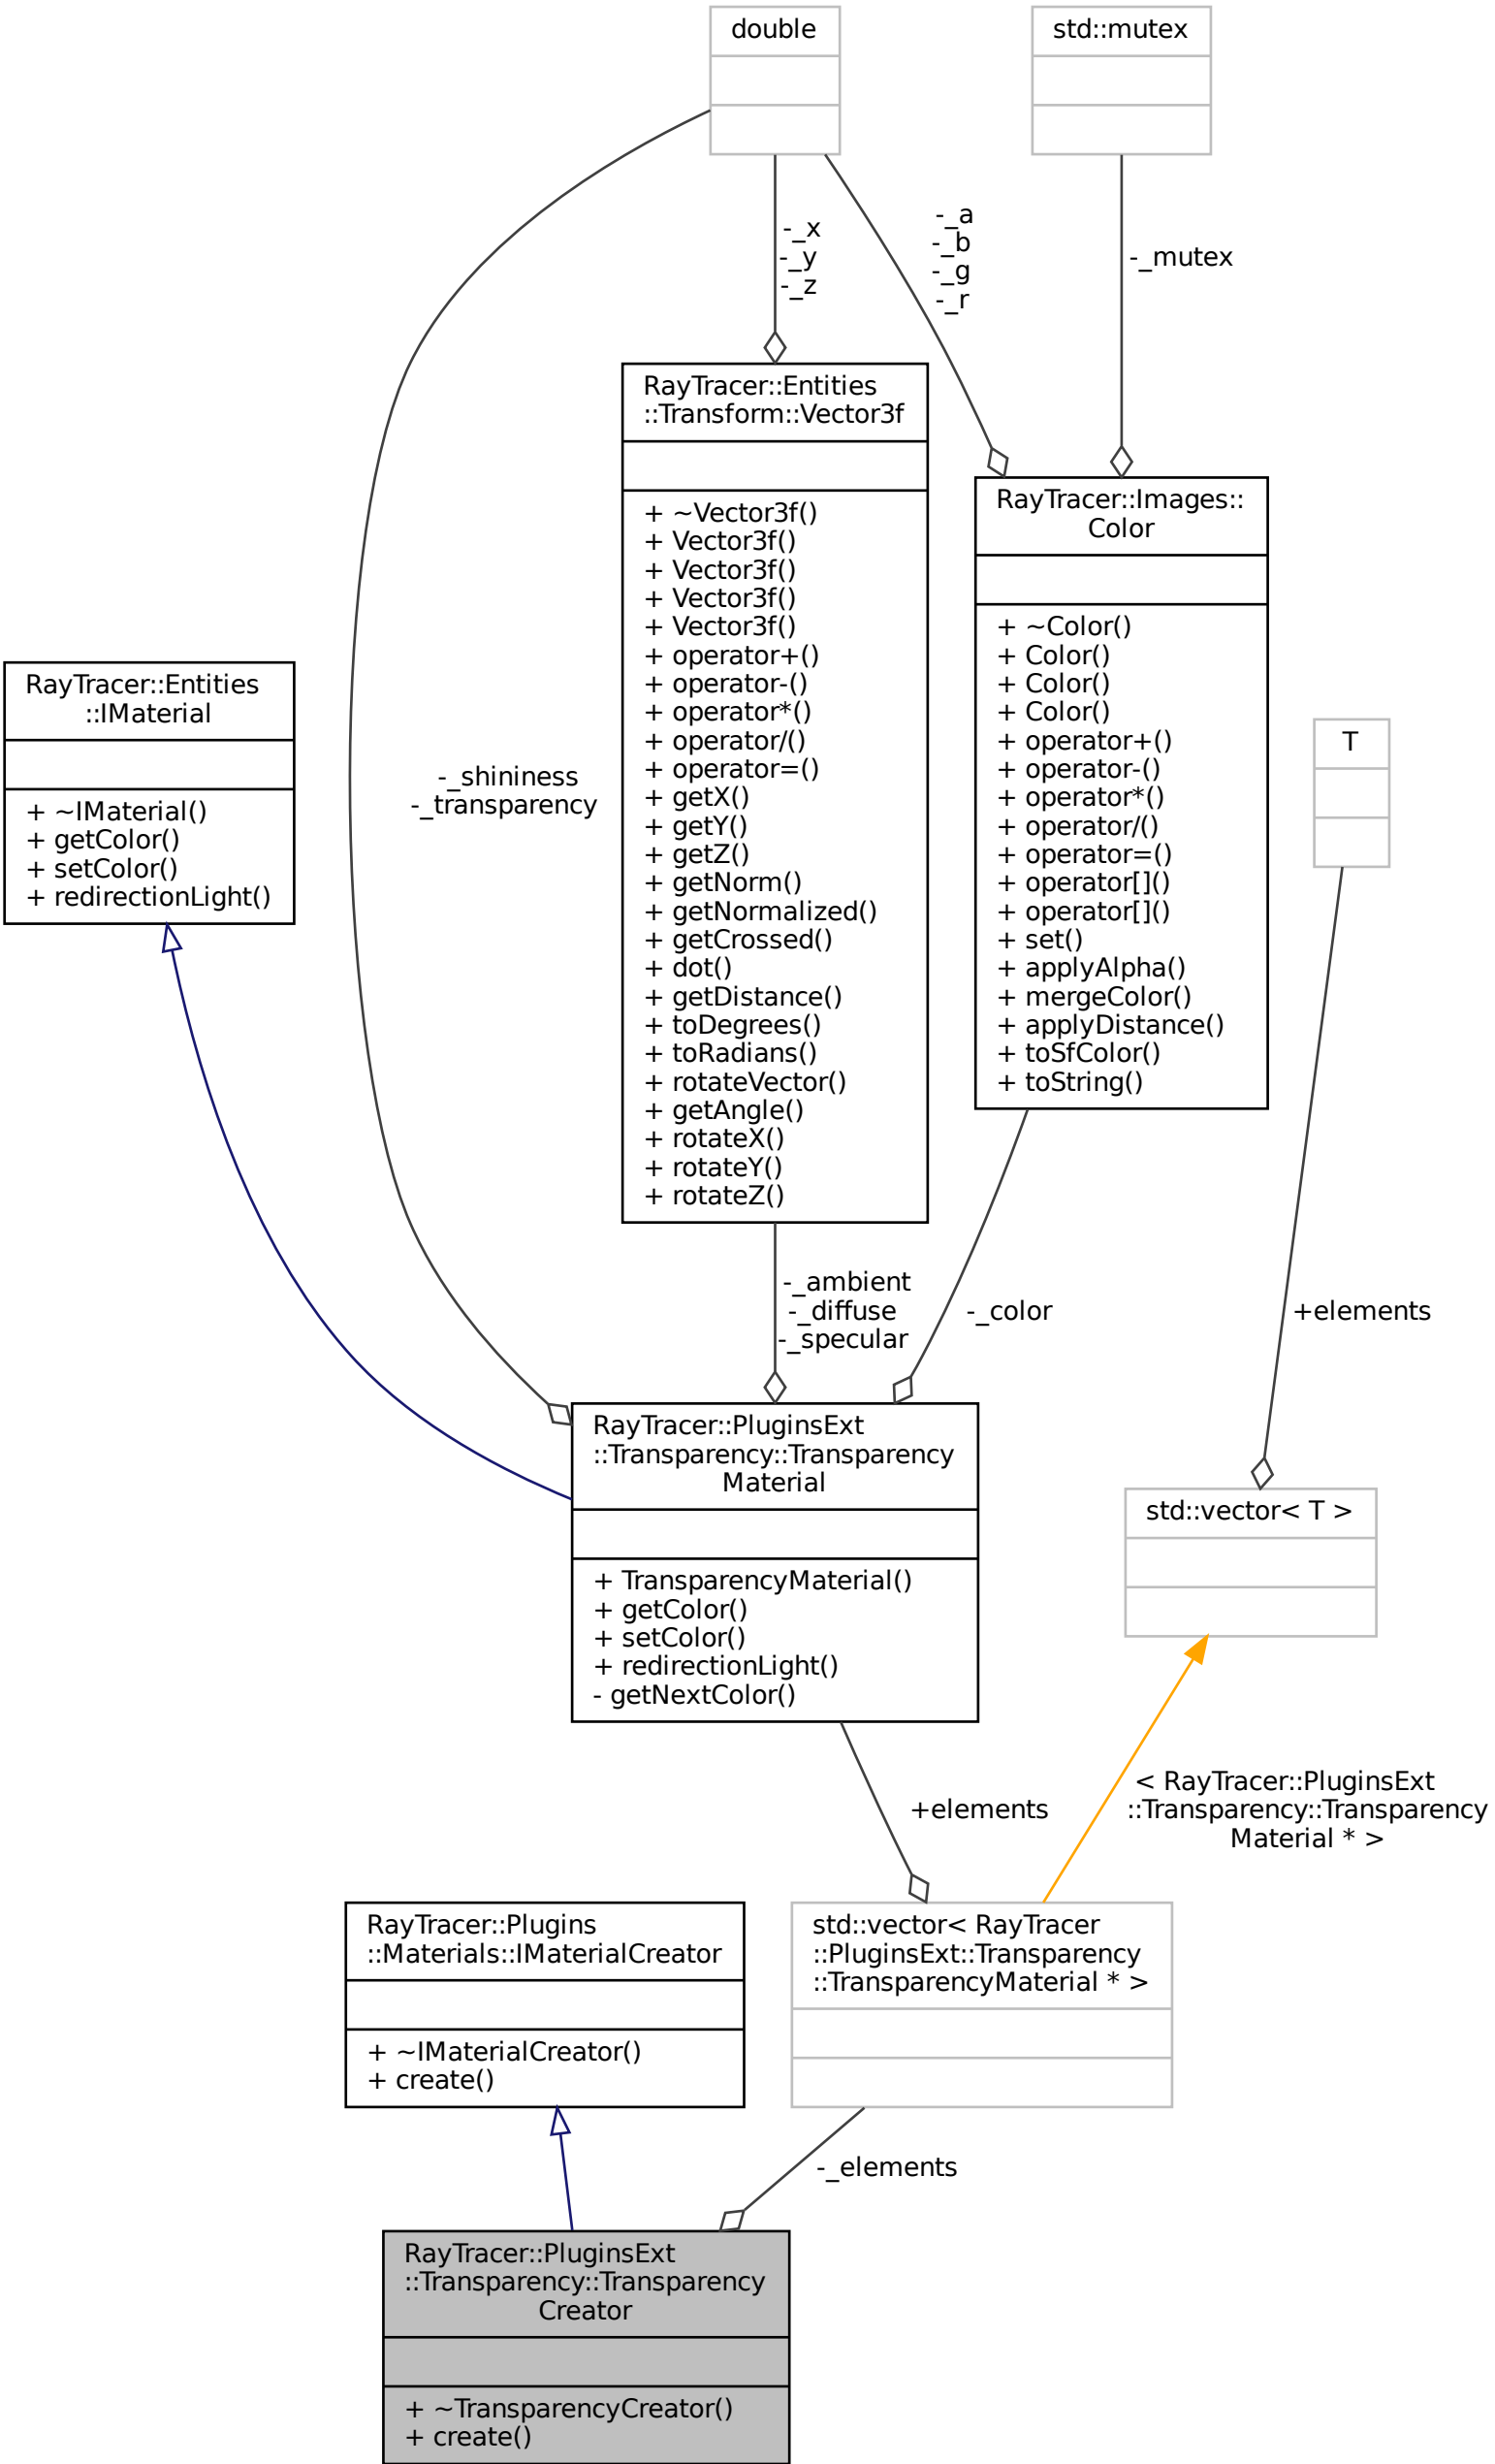 double
std::mutex
-_x
-_y
-_z
-_a
-_b
-_g
-_r
-_mutex
RayTracer::Entities
::Transform::Vector3f
+ ~Vector3f()
+ Vector3f()
+ Vector3f()
+ Vector3f()
+ Vector3f()
+ operator+()
+ operator-()
+ operator*()
+ operator/()
+ operator=()
+ getX()
+ getY()
+ getZ()
+ getNorm()
+ getNormalized()
+ getCrossed()
+ dot()
+ getDistance()
+ toDegrees()
+ toRadians()
+ rotateVector()
+ getAngle()
+ rotateX()
+ rotateY()
+ rotateZ()
RayTracer::Images::
Color
+ ~Color()
+ Color()
+ Color()
+ Color()
+ operator+()
+ operator-()
+ operator*()
+ operator/()
+ operator=()
+ operator[]()
+ operator[]()
+ set()
+ applyAlpha()
+ mergeColor()
+ applyDistance()
+ toSfColor()
+ toString()
RayTracer::Entities
::IMaterial
+ ~IMaterial()
+ getColor()
+ setColor()
+ redirectionLight()
-_shininess
-_transparency
T
-_ambient
-_diffuse
-_specular
-_color
+elements
RayTracer::PluginsExt
::Transparency::Transparency
Material
+ TransparencyMaterial()
+ getColor()
+ setColor()
+ redirectionLight()
- getNextColor()
std::vector< T >
+elements
< RayTracer::PluginsExt
::Transparency::Transparency
Material * >
RayTracer::Plugins
::Materials::IMaterialCreator
+ ~IMaterialCreator()
+ create()
std::vector< RayTracer
::PluginsExt::Transparency
::TransparencyMaterial * >
-_elements
RayTracer::PluginsExt
::Transparency::Transparency
Creator
+ ~TransparencyCreator()
+ create()